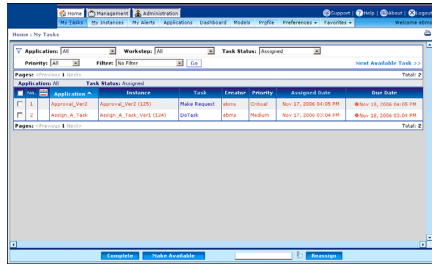 Home Management Administration Support | Help | About | Logout
My Tasks My Instances My Alerts Applications Dashboard Models Profile Preferences Favorites Welcome ebms
Home : My Tasks
Application: All Workstep: All Task Status: Assigned
Priority: All Filter: No Filter Go Next Available Task >>
Pages: <Previous 1 Next> Total: 2
Application: All Task Status: Assigned
No. Application Instance Task Creator Priority Assigned Date Due Date
1 Approval_Ver2 Approval_Ver2 (125) Make Request ebms Critical Nov 17, 2006 04:05 PM Nov 18, 2006 04:05 PM
2 Assign_A_Task Assign_A_Task_Ver1 (124) DoTask ebms Medium Nov 17, 2006 03:04 PM Nov 18, 2006 03:04 PM
Pages: <Previous 1 Next> Total: 2
Complete Make Available Reassign